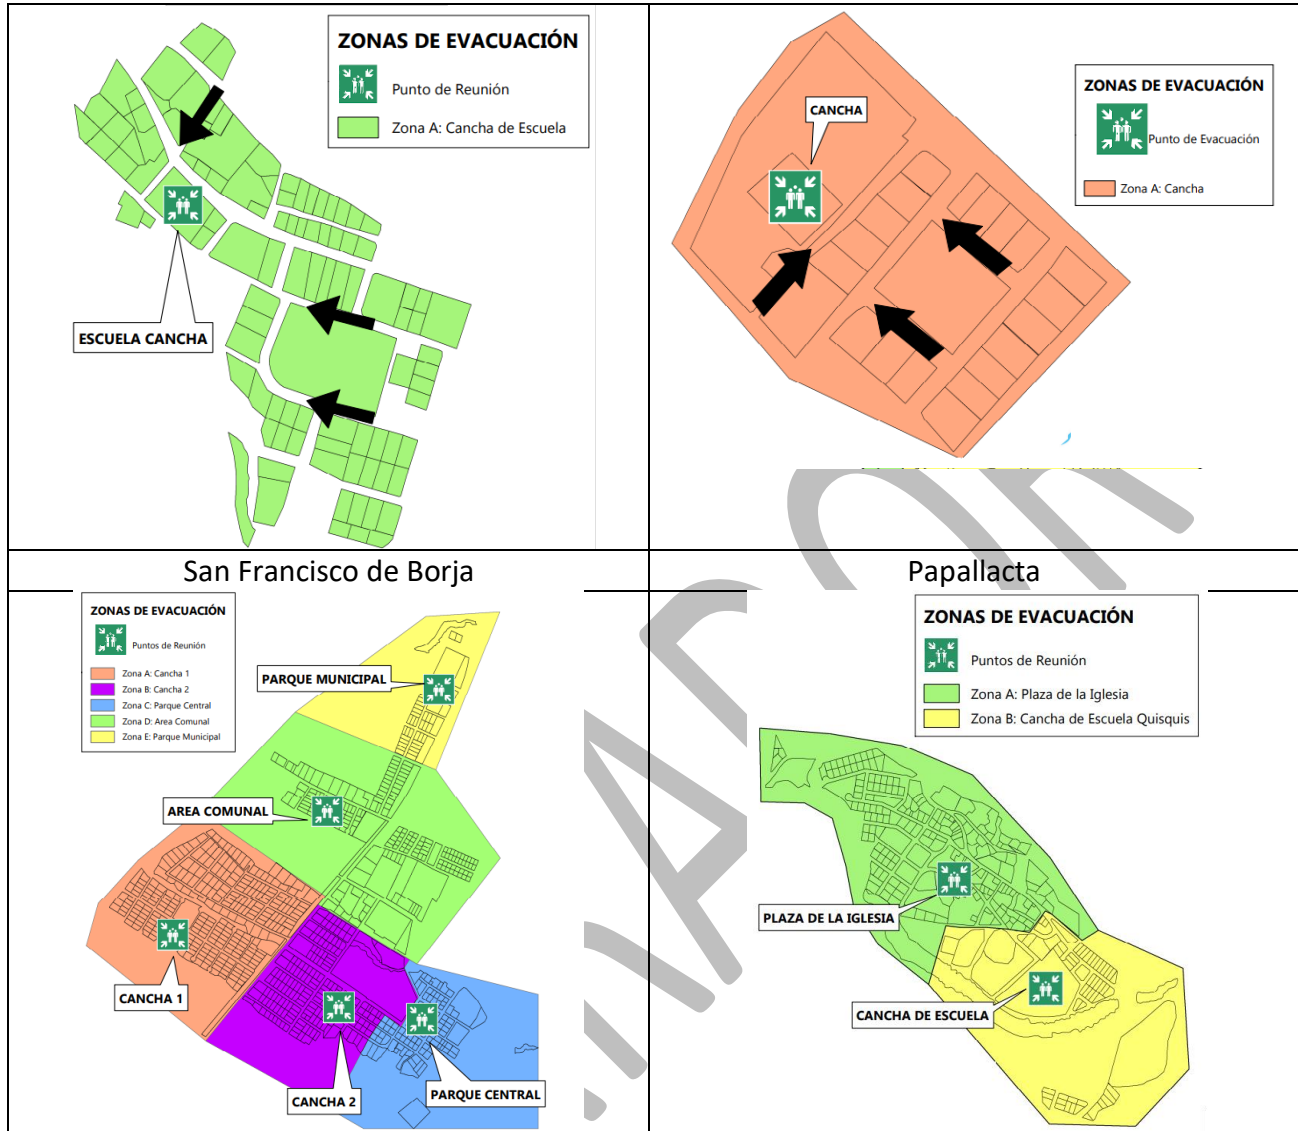 ZONAS DE EVACUACIÓN
Punto de Reunión
Zona A: Cancha de Escuela
ESCUELA CANCHA
ZONAS DE EVACUACIÓN
Punto de Evacuación
Zona A: Cancha
CANCHA
San Francisco de Borja
Papallacta
ZONAS DE EVACUACIÓN
Puntos de Reunión
Zona A: Cancha 1
Zona B: Cancha 2
Zona C: Parque Central
Zona D: Area Comunal
Zona E: Parque Municipal
PARQUE MUNICIPAL
AREA COMUNAL
CANCHA 1
CANCHA 2
PARQUE CENTRAL
ZONAS DE EVACUACIÓN
Puntos de Reunión
Zona A: Plaza de la Iglesia
Zona B: Cancha de Escuela Quisquis
PLAZA DE LA IGLESIA
CANCHA DE ESCUELA